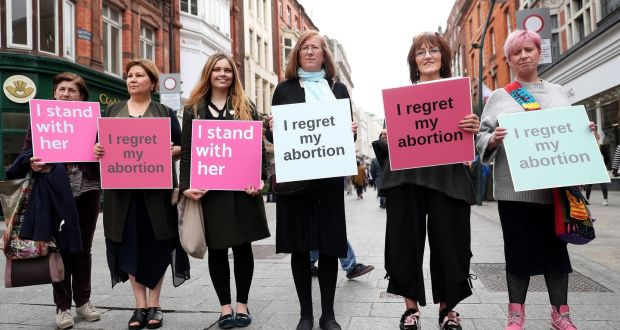 I stand
with
her
I regret
my
abortion
I stand
with
her
I regret
my
abortion
I regret
my
abortion
I regret
my
abortion